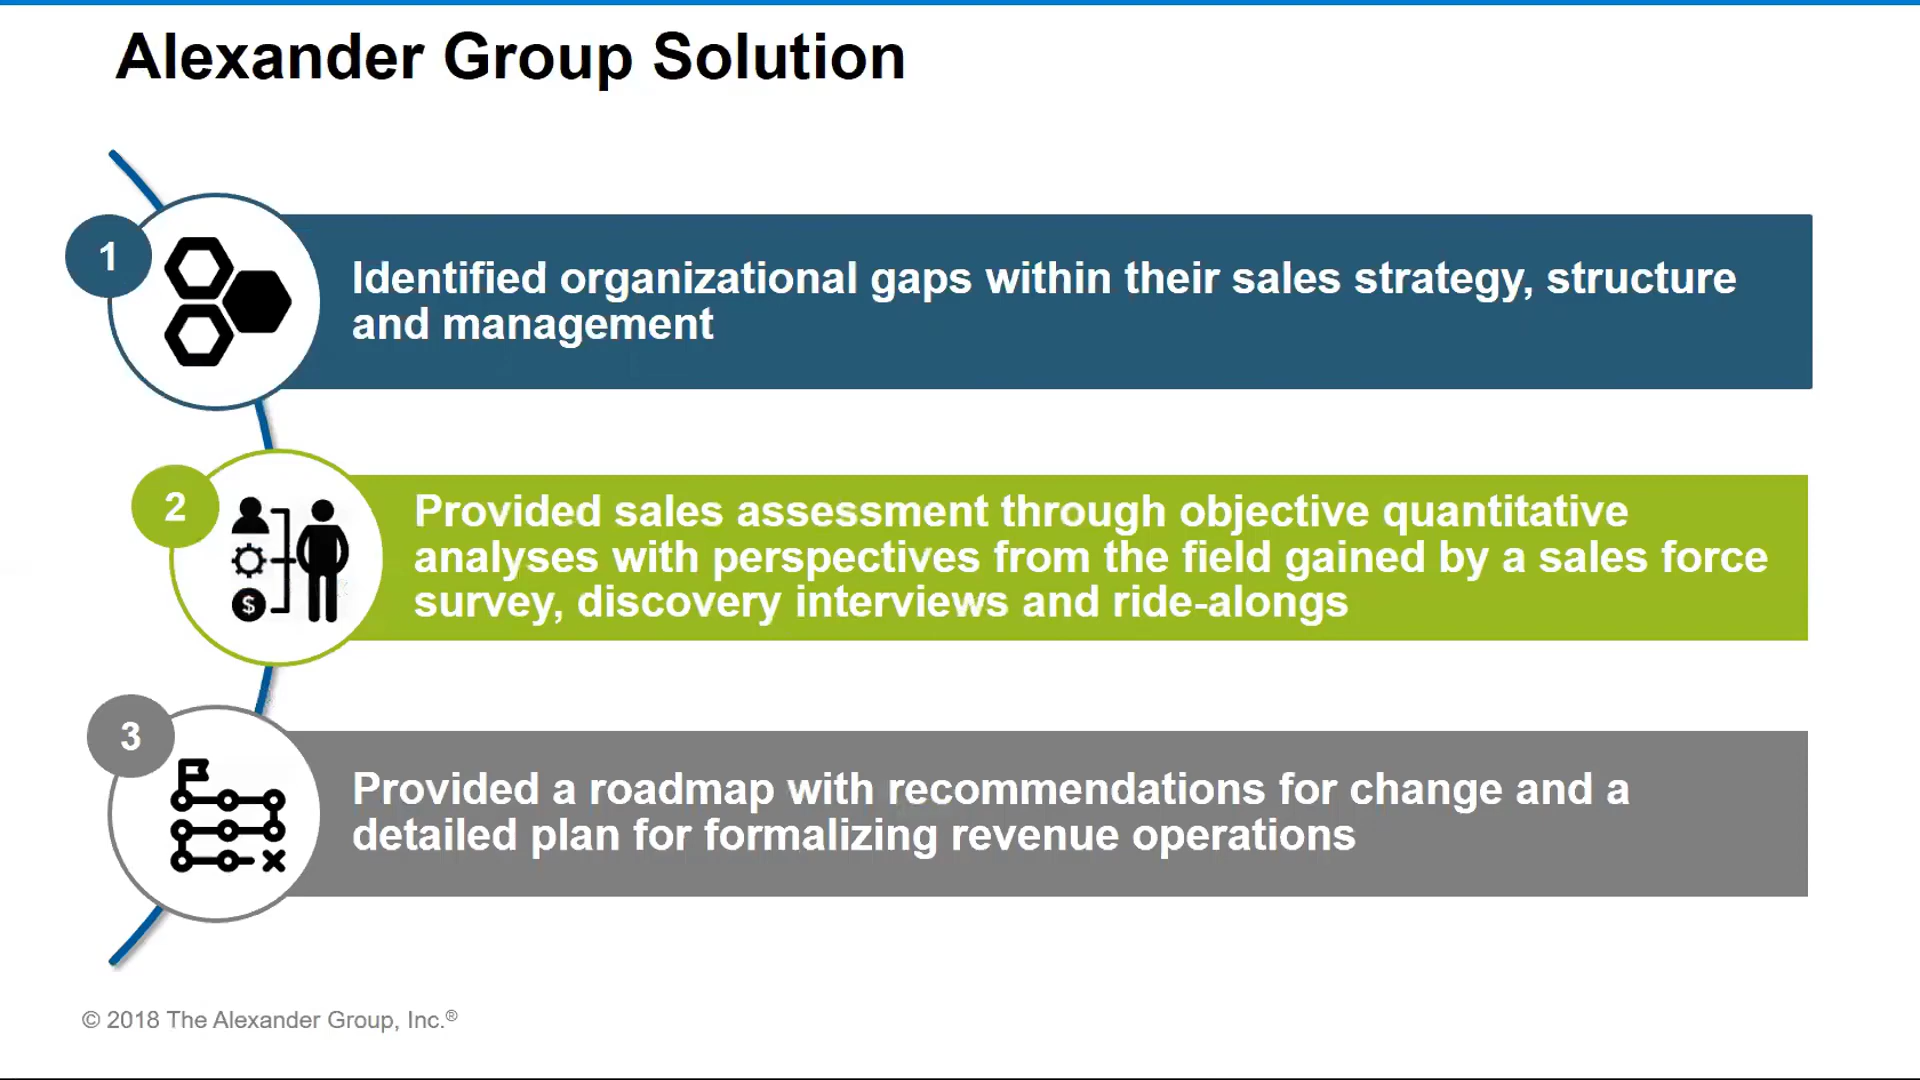 Alexander Group Solution
1
Identified organizational gaps within their sales strategy, structure
and management
2
Provided sales assessment through objective quantitative
analyses with perspectives from the field gained by a sales force
survey, discovery interviews and ride-alongs
$
3
Provided a roadmap with recommendations for change and a
detailed plan for formalizing revenue operations
© 2018 The Alexander Group, Inc.®